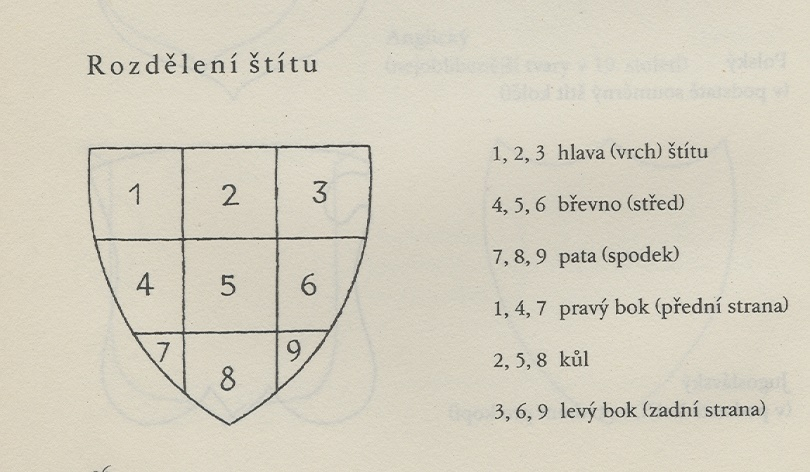 Rozdělení štítu
1 2 3
4 5 6
7 8 9
1, 2, 3 hlava (vrch) štítu
4, 5, 6 břevno (střed)
7, 8, 9 pata (spodek)
1, 4, 7 pravý bok (přední strana)
2, 5, 8 kůl
3, 6, 9 levý bok (zadní strana)